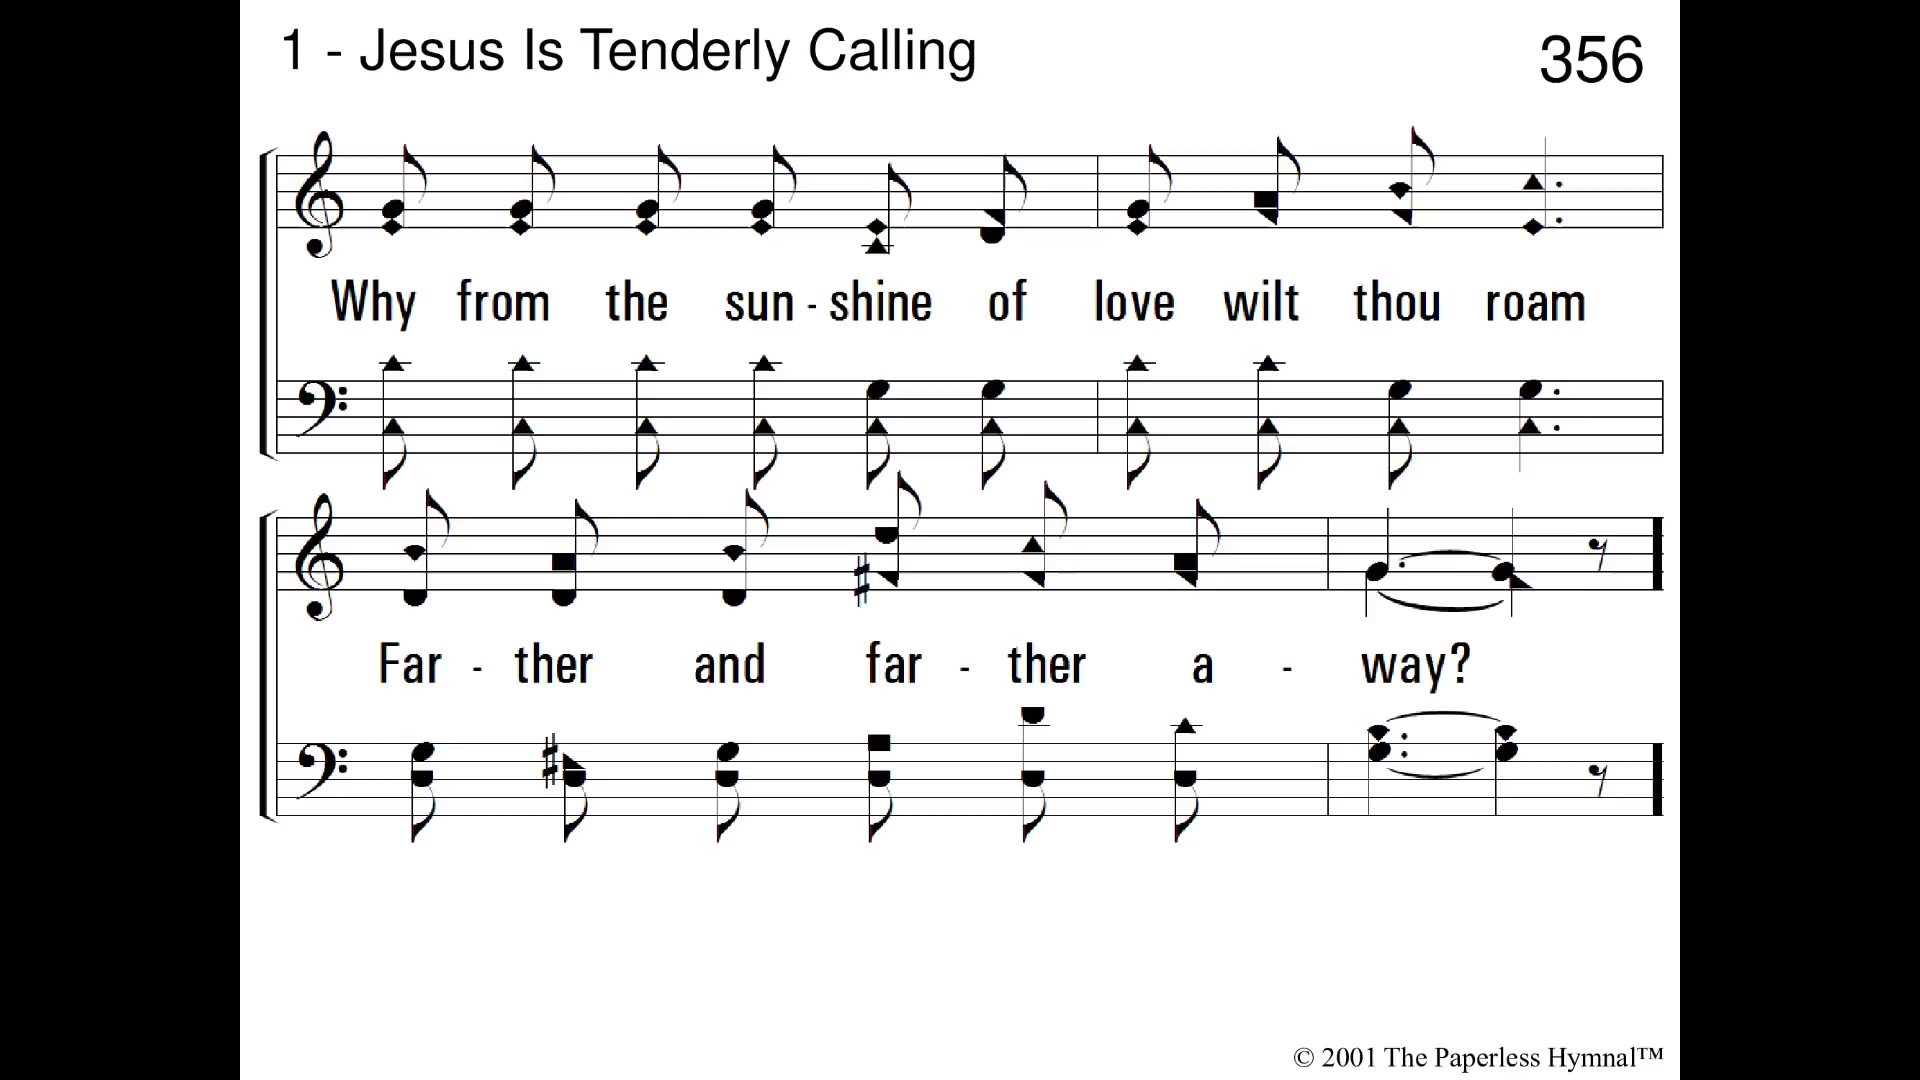 1 - Jesus Is Tenderly Calling
356
Why from the sun - shine of love wilt thou roam
Far - ther and far - ther a - way?
© 2001 The Paperless Hymnal™